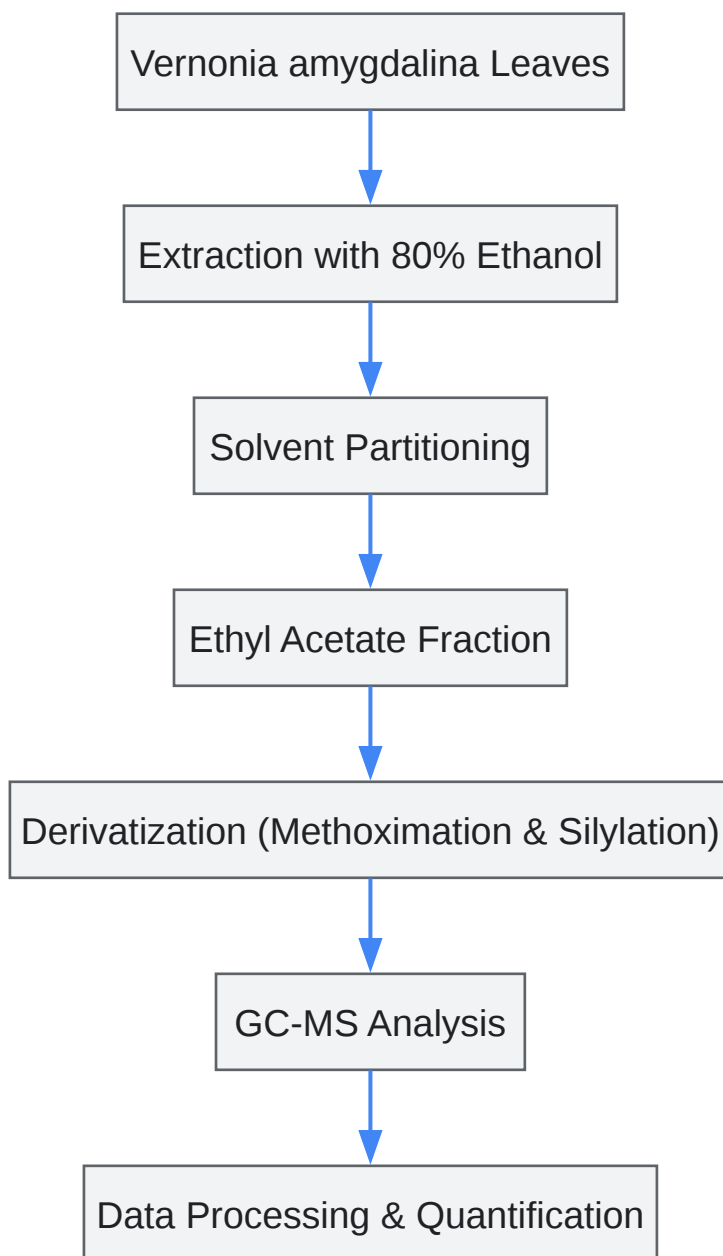 Vernonia amygdalina Leaves
Extraction with 80% Ethanol
Solvent Partitioning
Ethyl Acetate Fraction
Derivatization (Methoximation & Silylation)
GC-MS Analysis
Data Processing & Quantification